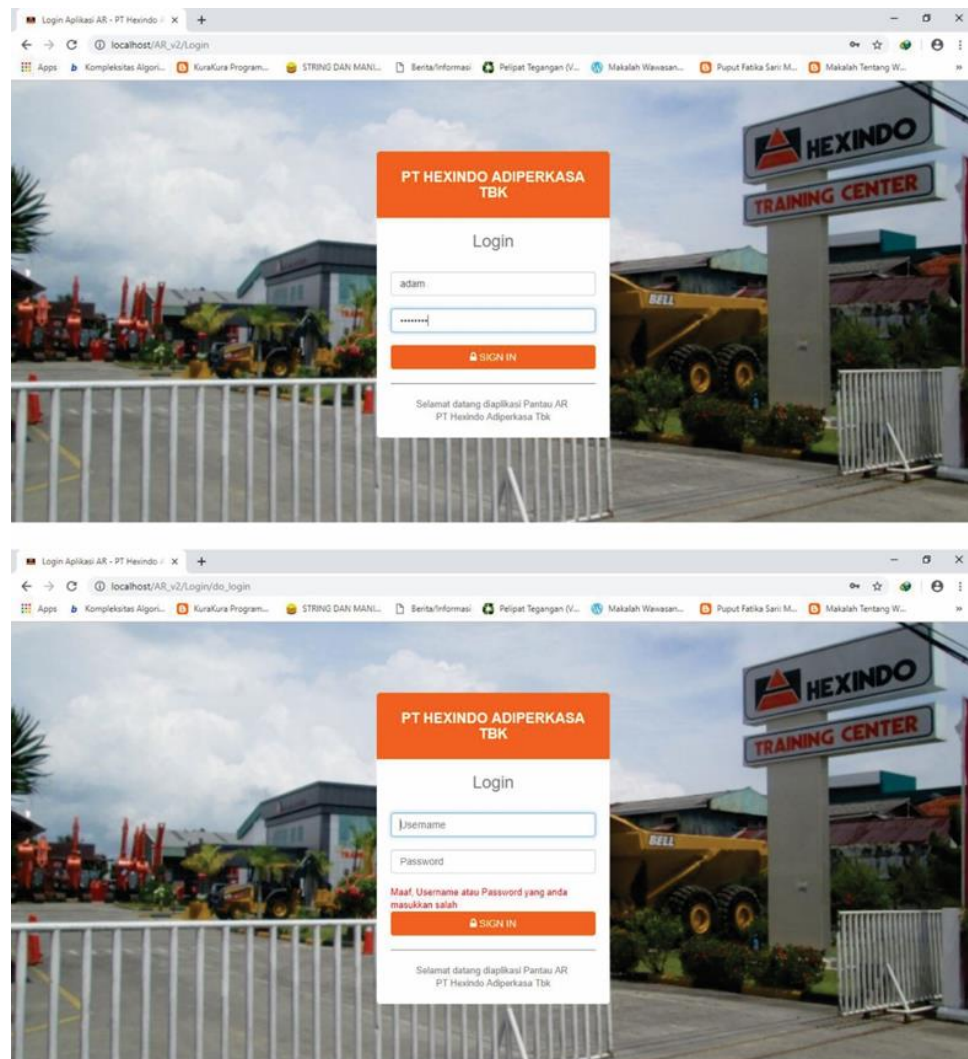 Login Aplikasi AR - PT Hexindo
localhost/AR_v2/Login
Apps Kompleksitas Algori... KuraKura Program... STRING DAN MANI... Berita/Informasi Pelipat Tegangan (V... Makalah Wawasan... Puput Fatika Sari: M... Makalah Tentang W...
HEXINDO
TRAINING CENTER
PT HEXINDO ADIPERKASA
TBK
Login
adam
BELL
SIGN IN
Selamat datang diaplikasi Pantau AR
PT Hexindo Adiperkasa Tbk
Login Aplikasi AR - PT Hexindo
localhost/AR_v2/Login/do_login
Apps Kompleksitas Algori... KuraKura Program... STRING DAN MANI... Berita/Informasi Pelipat Tegangan (V... Makalah Wawasan... Puput Fatika Sari: M... Makalah Tentang W...
HEXINDO
TRAINING CENTER
PT HEXINDO ADIPERKASA
TBK
Login
Username
BELL
Password
Maaf, Username atau Password yang anda
masukkan salah
SIGN IN
Selamat datang diaplikasi Pantau AR
PT Hexindo Adiperkasa Tbk